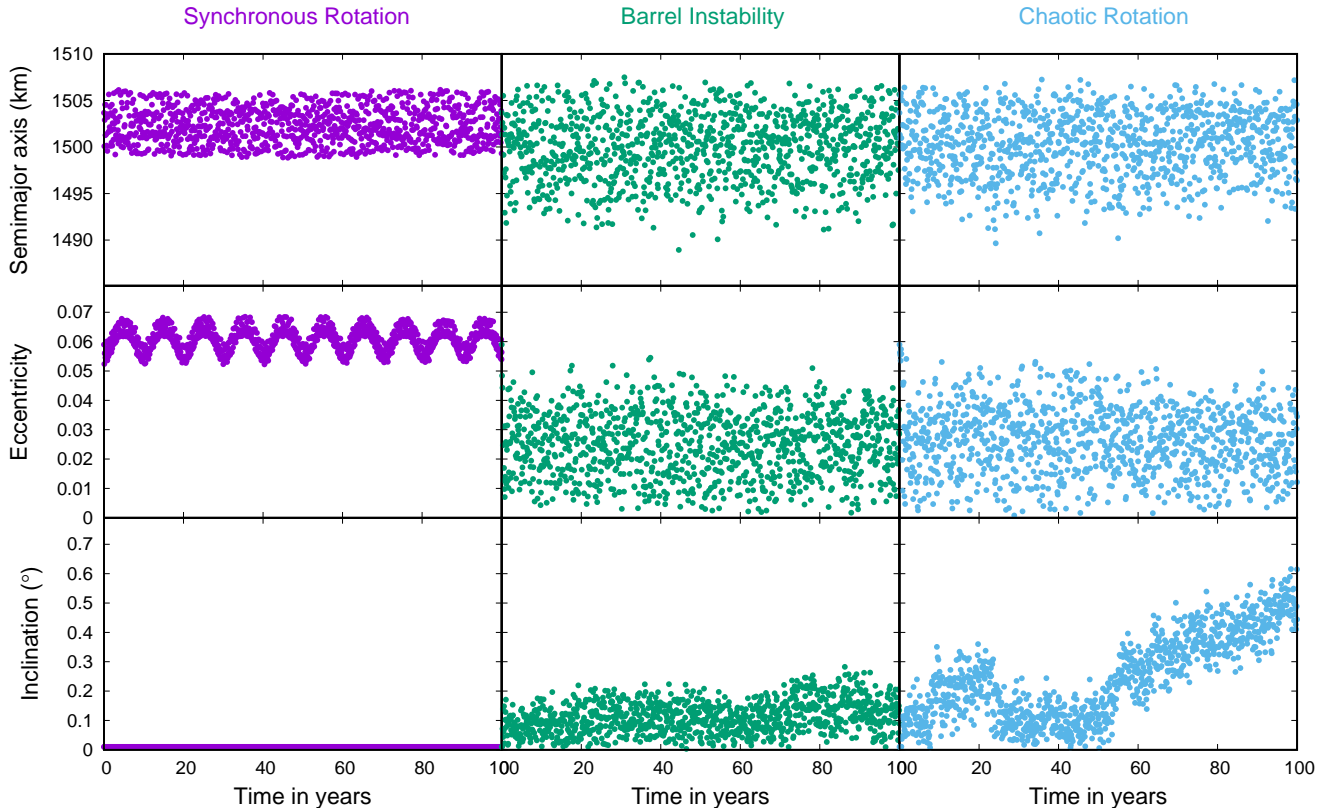 Synchronous Rotation
Barrel Instability
Chaotic Rotation
Semimajor axis (km)
1510
1505
1500
1495
1490
Eccentricity
0.07
0.06
0.05
0.04
0.03
0.02
0.01
0
Inclination (°)
0.7
0.6
0.5
0.4
0.3
0.2
0.1
0
0 20 40 60 80 100
0 20 40 60 80 100
0 20 40 60 80 100
Time in years
Time in years
Time in years